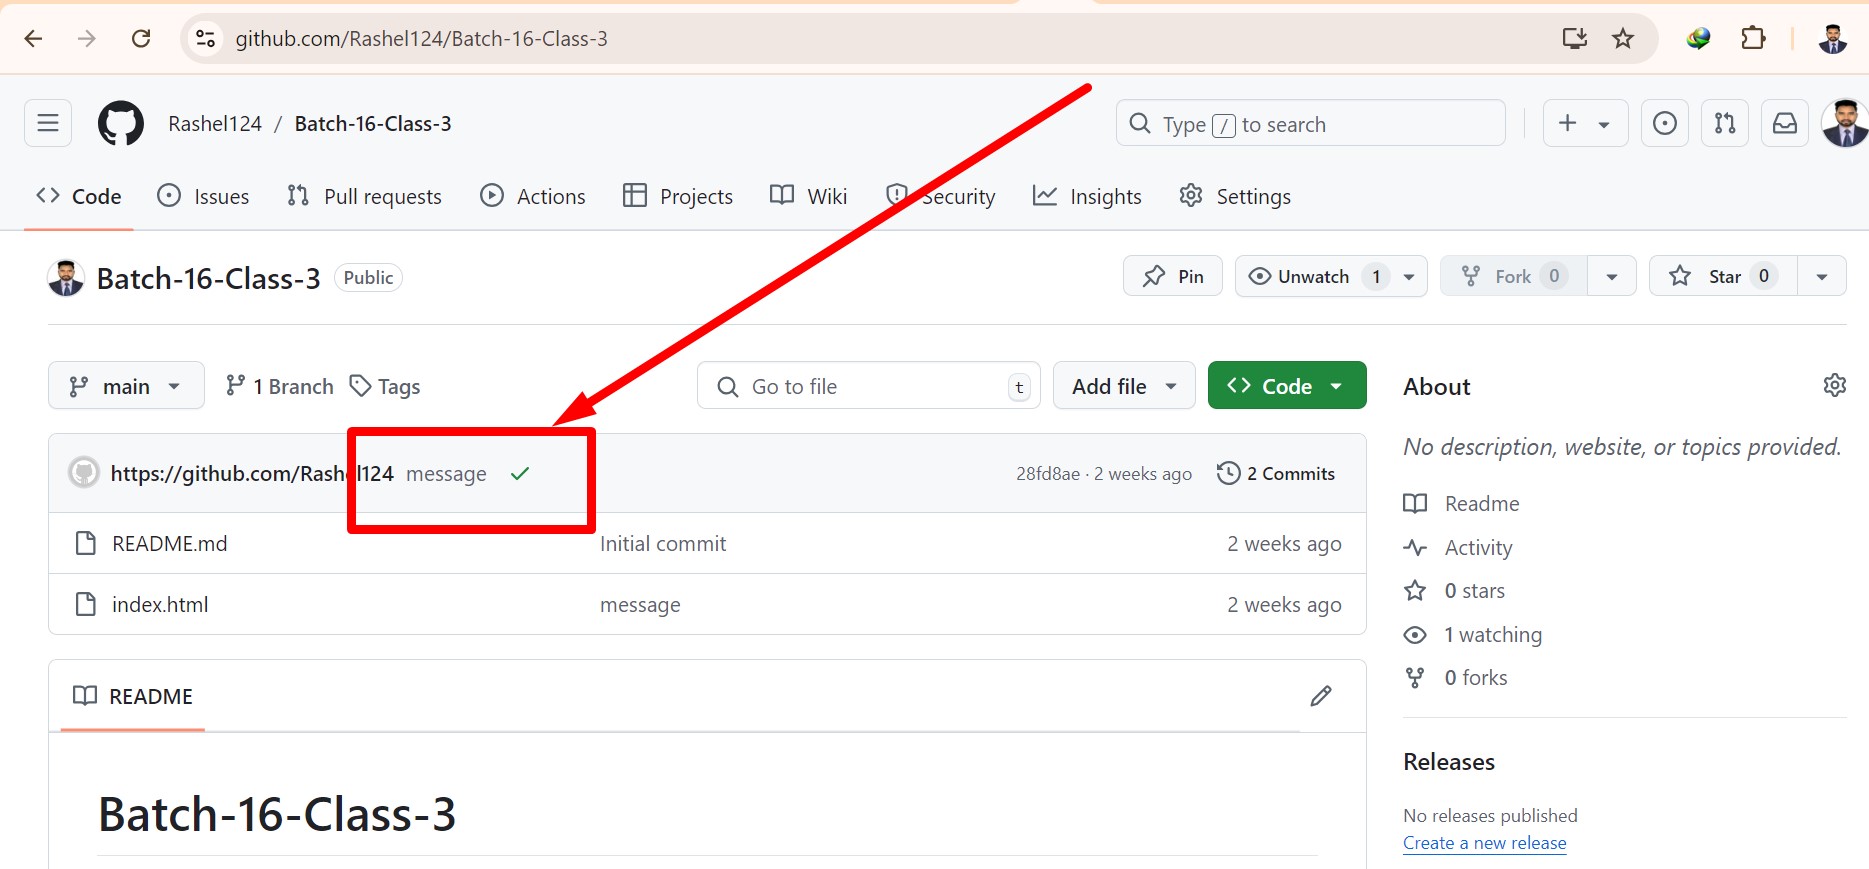 github.com/Rashel124/Batch-16-Class-3
Rashel124 / Batch-16-Class-3
Type / to search
Code Issues Pull requests Actions Projects Wiki Security Insights Settings
Batch-16-Class-3 Public
Pin Unwatch 1 Fork 0 Star 0
main 1 Branch Tags Go to file t Add file Code
https://github.com/Rashel124 message 28fd8ae · 2 weeks ago 2 Commits
README.md Initial commit 2 weeks ago
index.html message 2 weeks ago
README
Batch-16-Class-3
About
No description, website, or topics provided.
Readme
Activity
0 stars
1 watching
0 forks
Releases
No releases published
Create a new release